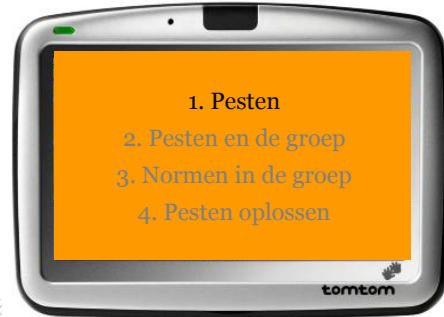 1. Pesten
2. Pesten en de groep
3. Normen in de groep
4. Pesten oplossen
tomtom